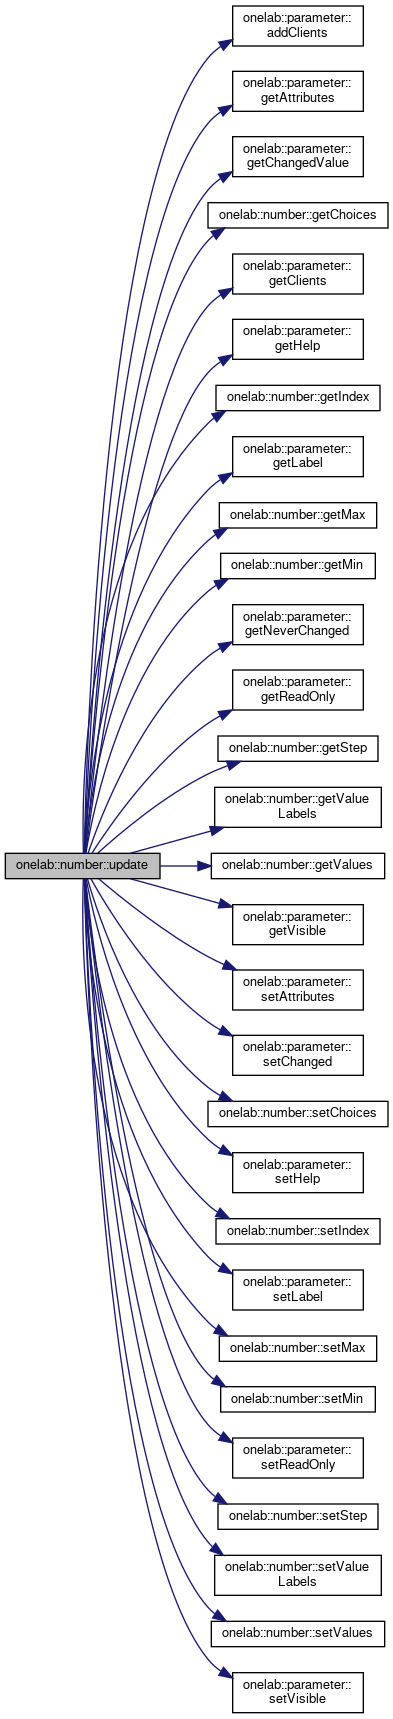 onelab::parameter::
addClients
onelab::parameter::
getAttributes
onelab::parameter::
getChangedValue
onelab::number::getChoices
onelab::parameter::
getClients
onelab::parameter::
getHelp
onelab::number::getIndex
onelab::parameter::
getLabel
onelab::number::getMax
onelab::number::getMin
onelab::parameter::
getNeverChanged
onelab::parameter::
getReadOnly
onelab::number::getStep
onelab::number::getValue
Labels
onelab::number::update
onelab::number::getValues
onelab::parameter::
getVisible
onelab::parameter::
setAttributes
onelab::parameter::
setChanged
onelab::number::setChoices
onelab::parameter::
setHelp
onelab::number::setIndex
onelab::parameter::
setLabel
onelab::number::setMax
onelab::number::setMin
onelab::parameter::
setReadOnly
onelab::number::setStep
onelab::number::setValue
Labels
onelab::number::setValues
onelab::parameter::
setVisible